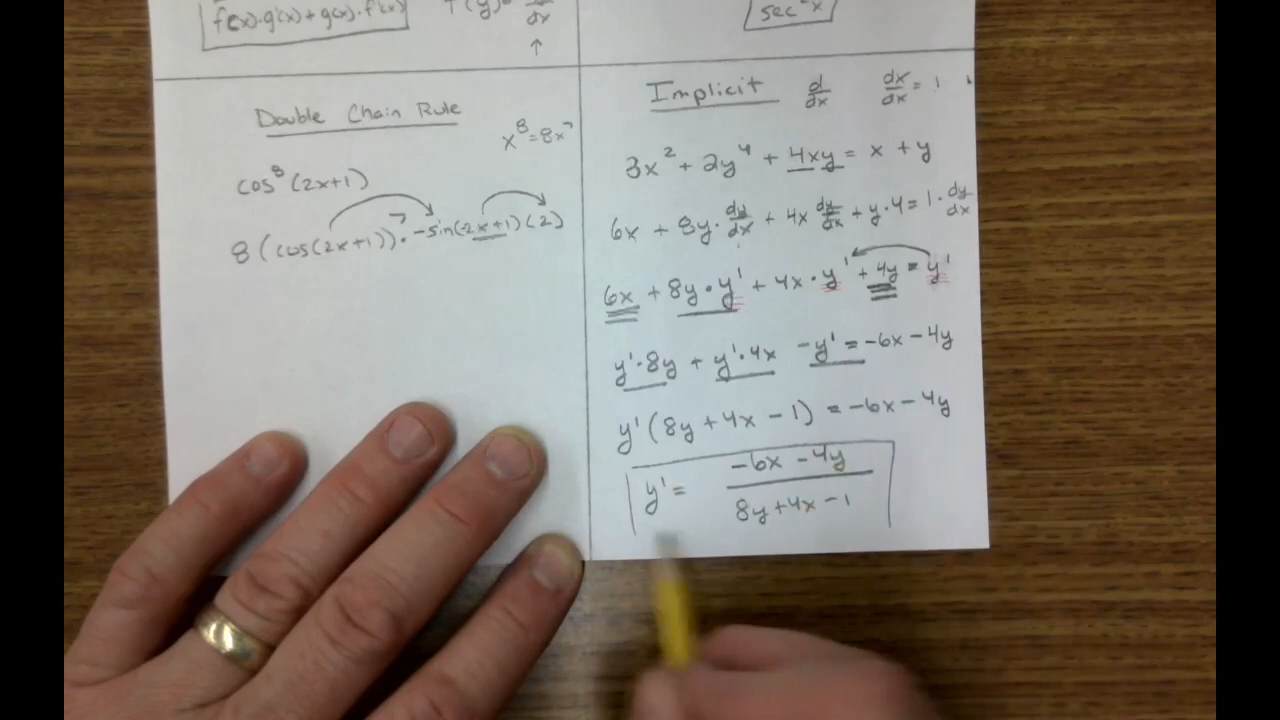 f(x)·g'(x)+g(x)·f'(x)
f'(y)= dy/dx
↑
sec²x
Double Chain Rule
x⁸=8x⁷
cos⁸(2x+1)
8(cos(2x+1))⁷·-sin(2x+1)(2)
Implicit d/dx dx/dx = 1
3x² + 2y⁴ + 4xy = x + y
6x + 8y·dy/dx + 4x dy/dx + y·4 = 1·dy/dx
6x + 8y·y' + 4x·y' + 4y = y'
y'·8y + y'·4x -y' = -6x - 4y
y'(8y + 4x - 1) = -6x - 4y
y' = (-6x - 4y)/(8y + 4x - 1)